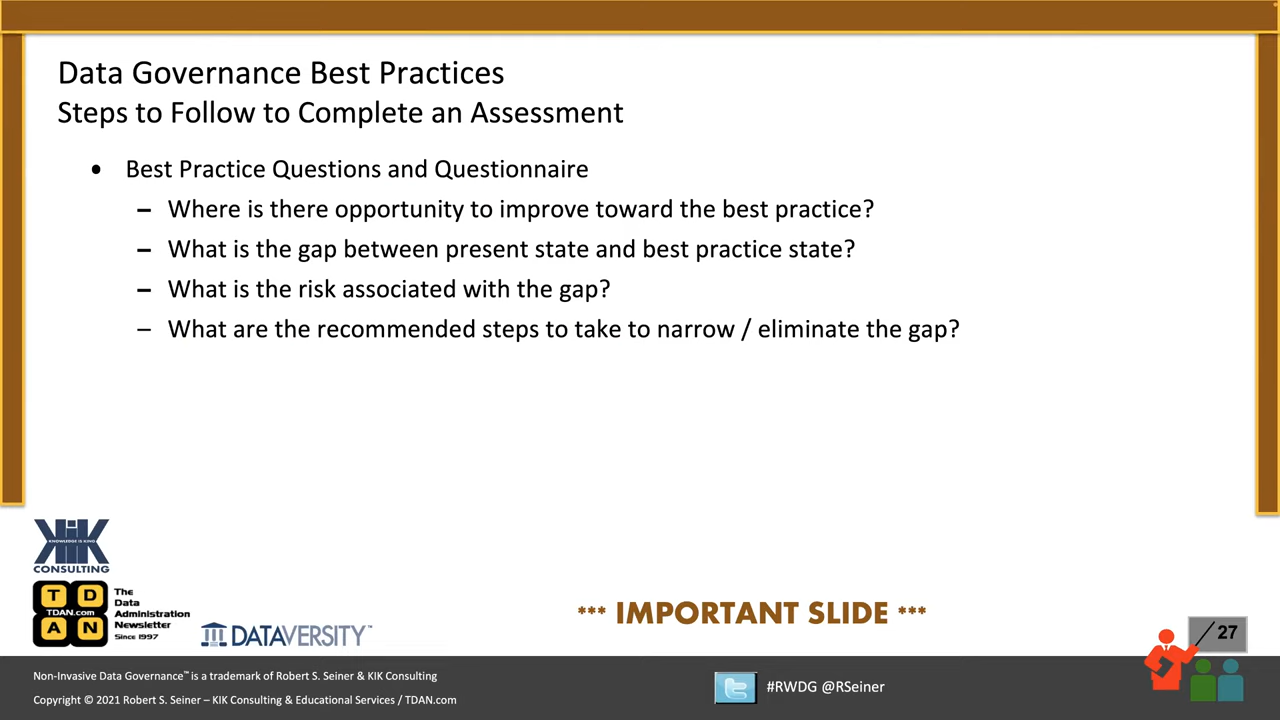 Data Governance Best Practices
Steps to Follow to Complete an Assessment
• Best Practice Questions and Questionnaire
– Where is there opportunity to improve toward the best practice?
– What is the gap between present state and best practice state?
– What is the risk associated with the gap?
– What are the recommended steps to take to narrow / eliminate the gap?
KIK
KNOWLEDGE IS KING
CONSULTING
T D
TDAN.com
A N
The
Data
Administration
Newsletter
Since 1997
DATAVERSITY™
*** IMPORTANT SLIDE ***
27
Non-Invasive Data Governance™ is a trademark of Robert S. Seiner & KIK Consulting
Copyright © 2021 Robert S. Seiner – KIK Consulting & Educational Services / TDAN.com
#RWDG @RSeiner